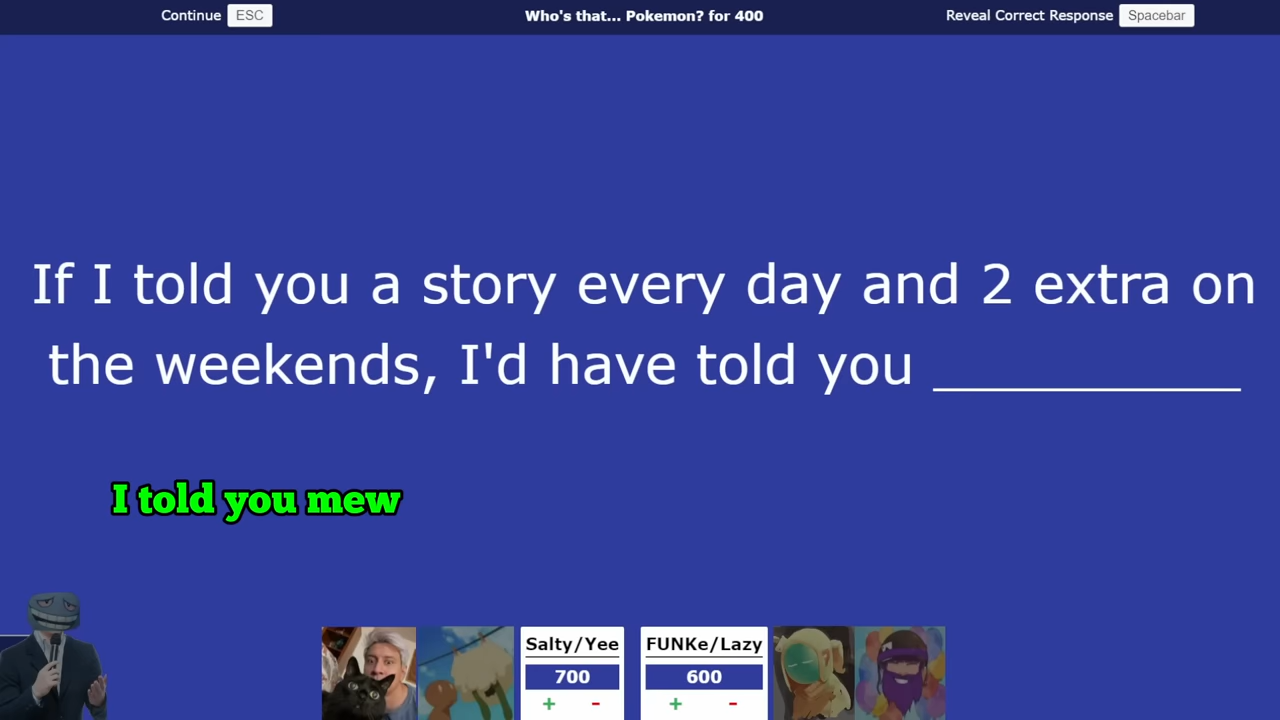 Continue ESC
Who's that... Pokemon? for 400
Reveal Correct Response Spacebar
If I told you a story every day and 2 extra on
the weekends, I'd have told you ___________
I told you mew
Salty/Yee
700
+ -
FUNKe/Lazy
600
+ -